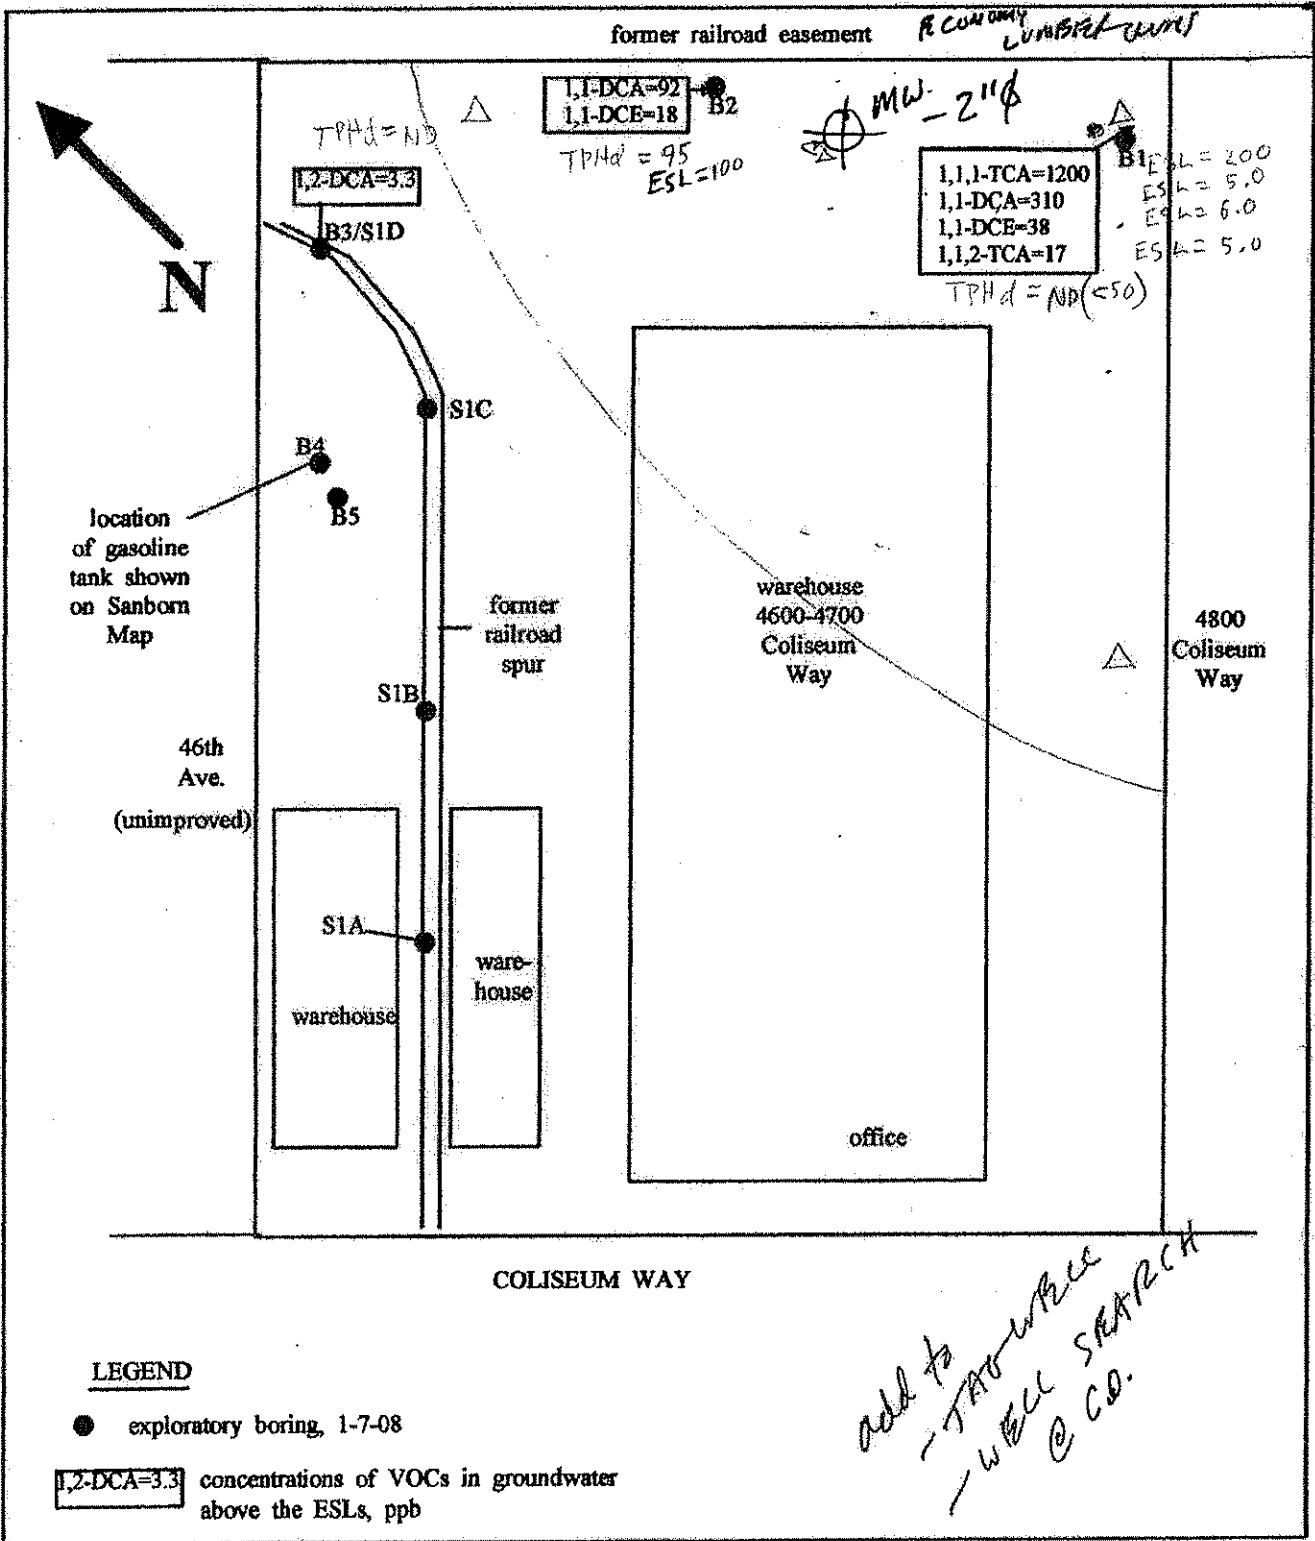 former railroad easement
ECONOMY
LUMBER
1,1-DCA=92
1,1-DCE=18
B2
TPHd = 95
ESL=100
MW.
- 2"ϕ
TPHd = ND
1,2-DCA=3.3
B3/S1D
N
B1
1,1,1-TCA=1200
1,1-DCA=310
1,1-DCE=38
1,1,2-TCA=17
ESL = 200
ESL = 5.0
ESL = 6.0
ESL = 5.0
TPHd = ND(<50)
S1C
B4
B5
location
of gasoline
tank shown
on Sanborn
Map
former
railroad
spur
warehouse
4600-4700
Coliseum
Way
4800
Coliseum
Way
S1B
46th
Ave.
(unimproved)
S1A
warehouse
ware-
house
office
COLISEUM WAY
add to
- WELL
- WELL SEARCH
@ CO.
LEGEND
exploratory boring, 1-7-08
1,2-DCA=3.3 concentrations of VOCs in groundwater
above the ESLs, ppb